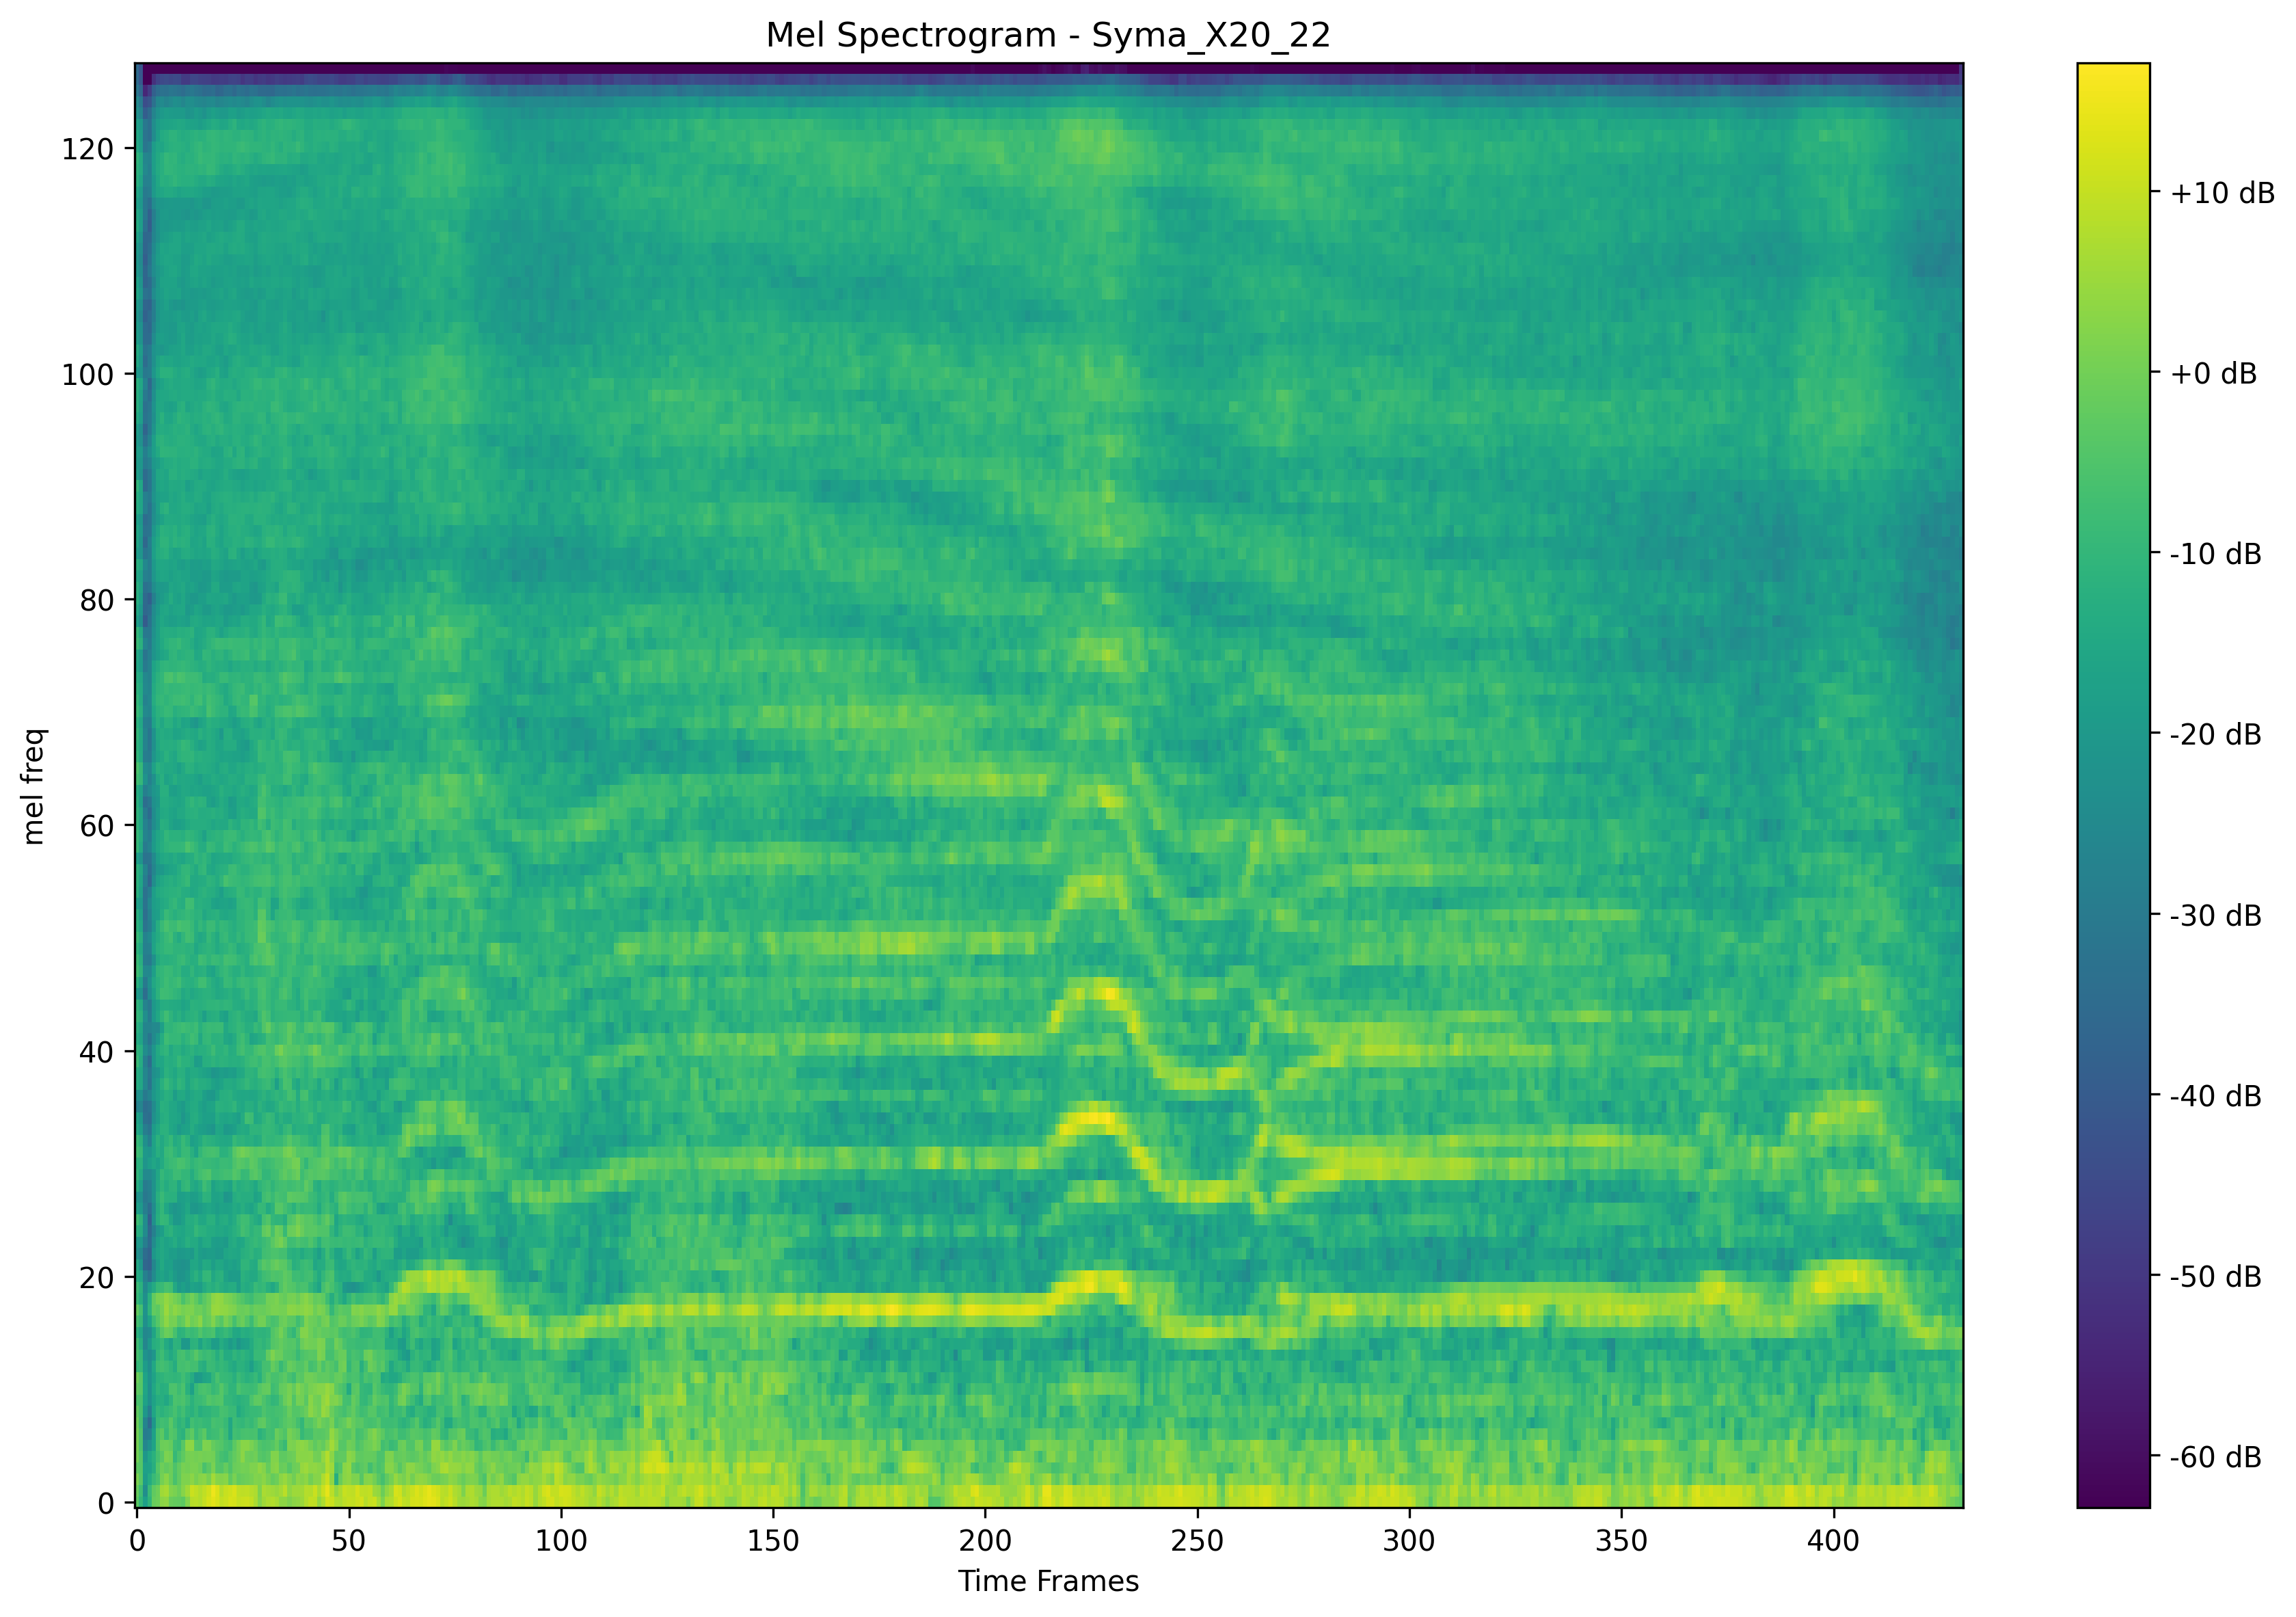 Mel Spectrogram - Syma_X20_22
mel freq
120
100
80
60
40
20
0
0 50 100 150 200 250 300 350 400
Time Frames
+10 dB
+0 dB
-10 dB
-20 dB
-30 dB
-40 dB
-50 dB
-60 dB